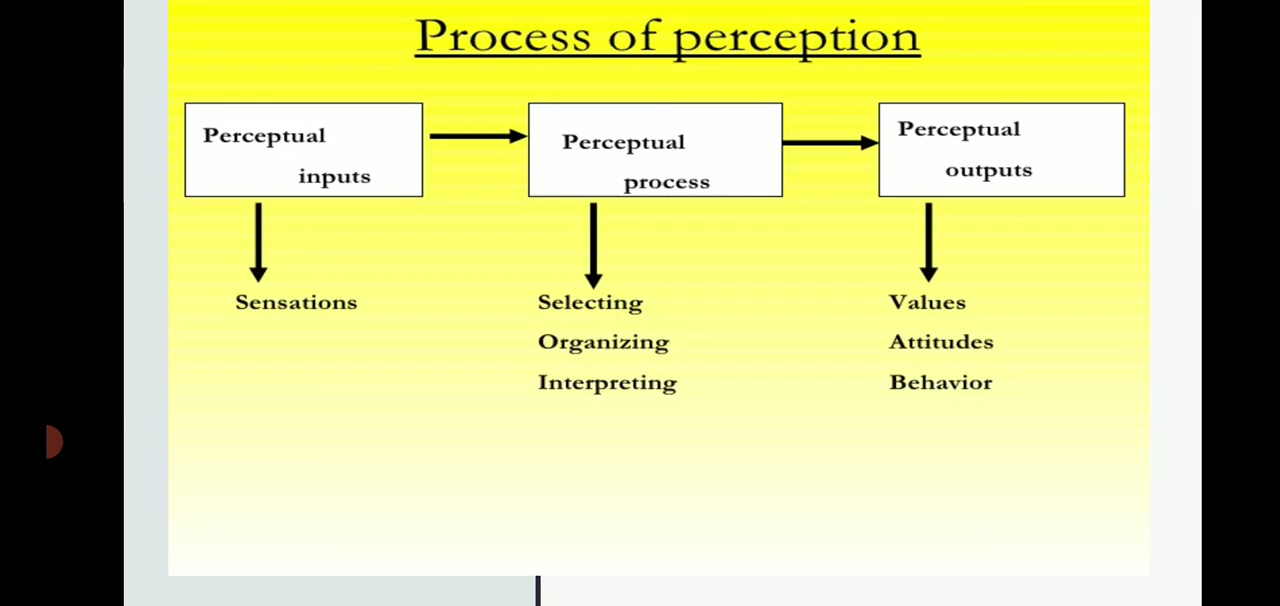 Process of perception
Perceptual
inputs
Perceptual
process
Perceptual
outputs
Sensations
Selecting
Organizing
Interpreting
Values
Attitudes
Behavior